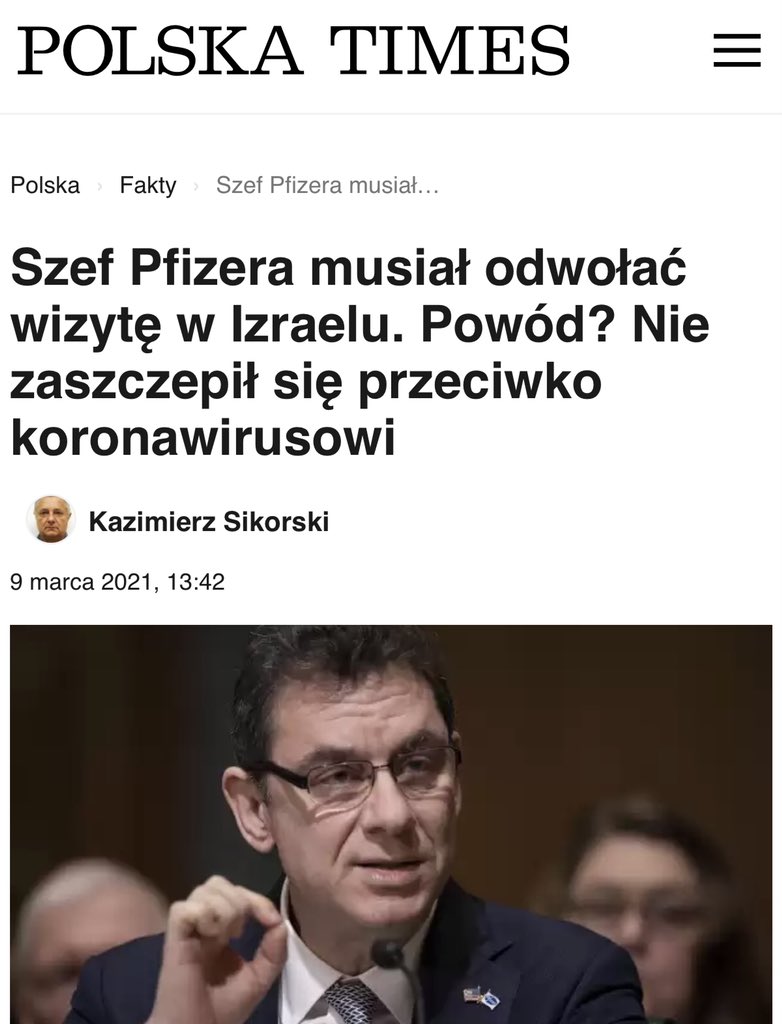 POLSKA TIMES
Polska › Fakty › Szef Pfizera musiał…
Szef Pfizera musiał odwołać
wizytę w Izraelu. Powód? Nie
zaszczepił się przeciwko
koronawirusowi
Kazimierz Sikorski
9 marca 2021, 13:42